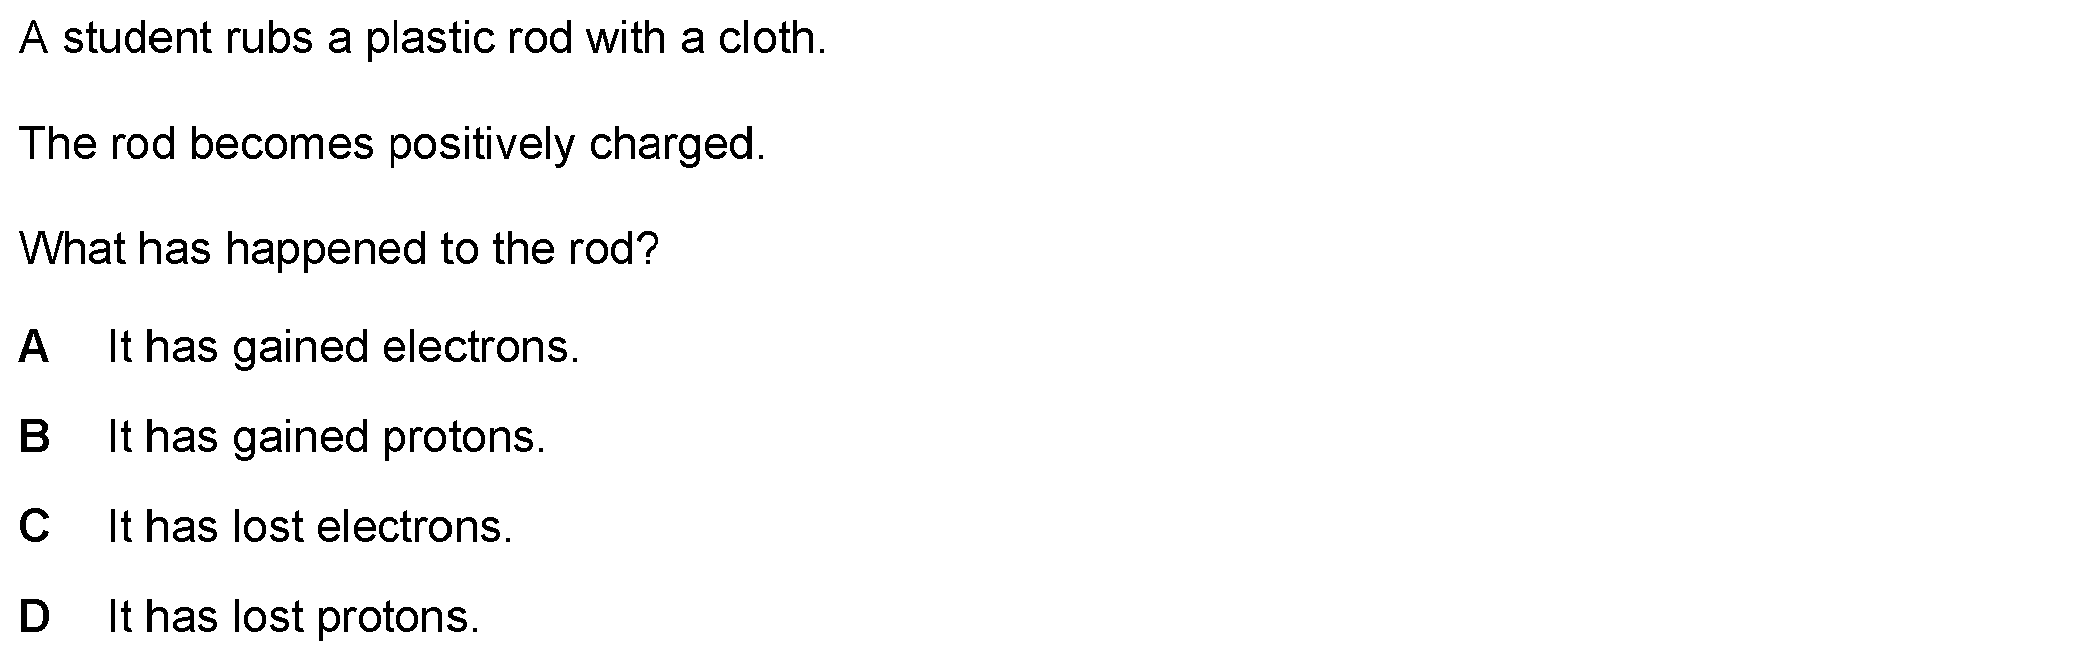 A student rubs a plastic rod with a cloth.
The rod becomes positively charged.
What has happened to the rod?
A It has gained electrons.
B It has gained protons.
C It has lost electrons.
D It has lost protons.